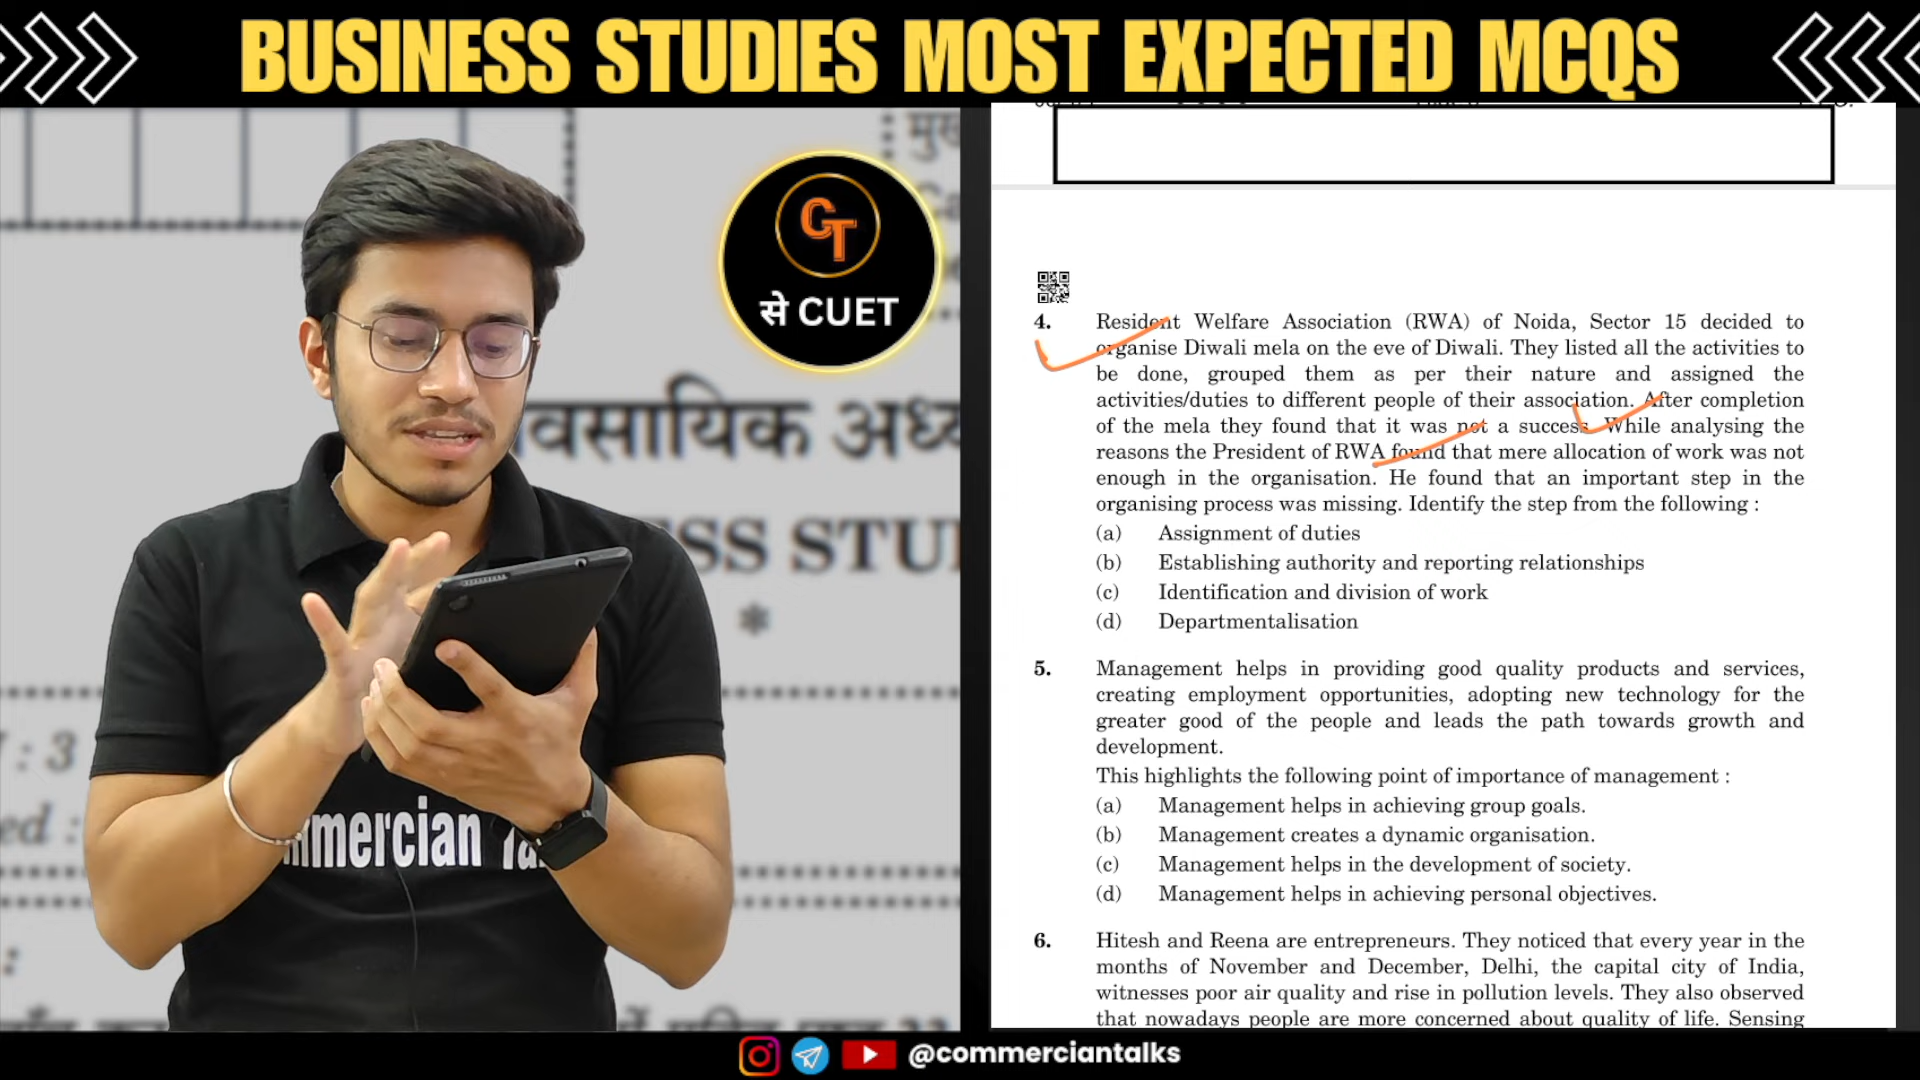 BUSINESS STUDIES MOST EXPECTED MCQS
CT
से CUET
4. Resident Welfare Association (RWA) of Noida, Sector 15 decided to
organise Diwali mela on the eve of Diwali. They listed all the activities to
be done, grouped them as per their nature and assigned the
activities/duties to different people of their association. After completion
of the mela they found that it was not a success. While analysing the
reasons the President of RWA found that mere allocation of work was not
enough in the organisation. He found that an important step in the
organising process was missing. Identify the step from the following :
(a) Assignment of duties
(b) Establishing authority and reporting relationships
(c) Identification and division of work
(d) Departmentalisation
5. Management helps in providing good quality products and services,
creating employment opportunities, adopting new technology for the
greater good of the people and leads the path towards growth and
development.
This highlights the following point of importance of management :
(a) Management helps in achieving group goals.
(b) Management creates a dynamic organisation.
(c) Management helps in the development of society.
(d) Management helps in achieving personal objectives.
6. Hitesh and Reena are entrepreneurs. They noticed that every year in the
months of November and December, Delhi, the capital city of India,
witnesses poor air quality and rise in pollution levels. They also observed
that nowadays people are more concerned about quality of life. Sensing
वसायिक अध्य
ESS STU
*
: 3
ed :
mmercian Ta
@commerciantalks